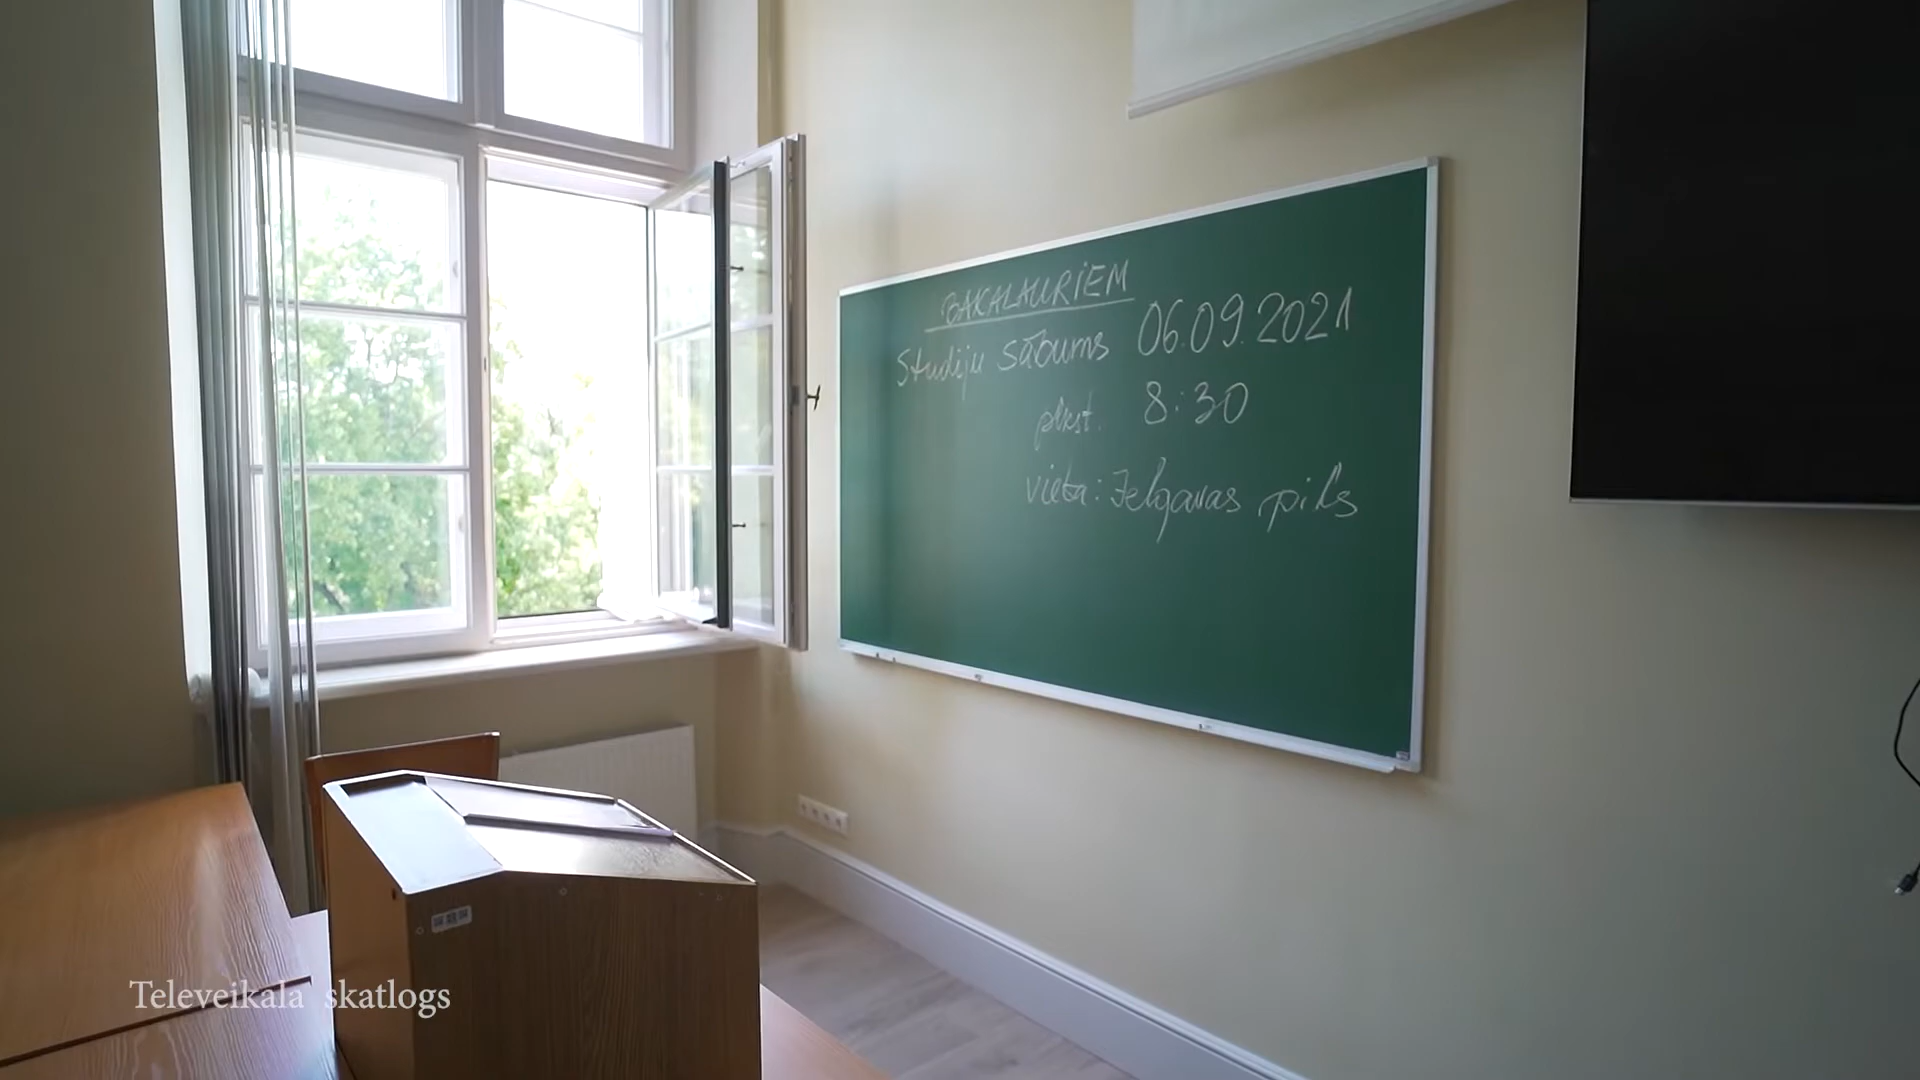 BAKALAURIEM
Studiju sākums 06.09.2021
plkst. 8:30
vieta: Jelgavas pils
Televeikala skatlogs